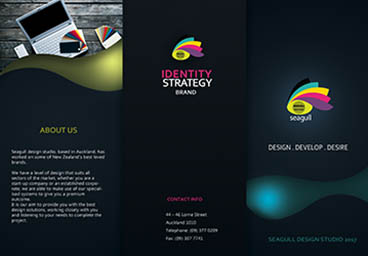 ABOUT US
Seagull design studio, based in Auckland, has
worked an some of New Zealand's best loved
brands.
We have a level of design that suits all
sectors of the market, whether you are a
start-up company or an established corpo-
rate, we are able to make use of our special-
ised systems to give you a premium
outcome.
It is our aim to provide you with the best
design solutions, working closely with you
and listening to your needs to complete the
project.
IDENTITY
STRATEGY
BRAND
CONTACT INFO
44 - 46 Lorne Street
Auckland 1010
Telephone: (09) 377 0209
Fax: (09) 307 7741
seagull
DESIGN . DEVELOP . DESIRE
SEAGULL DESIGN STUDIO 2017